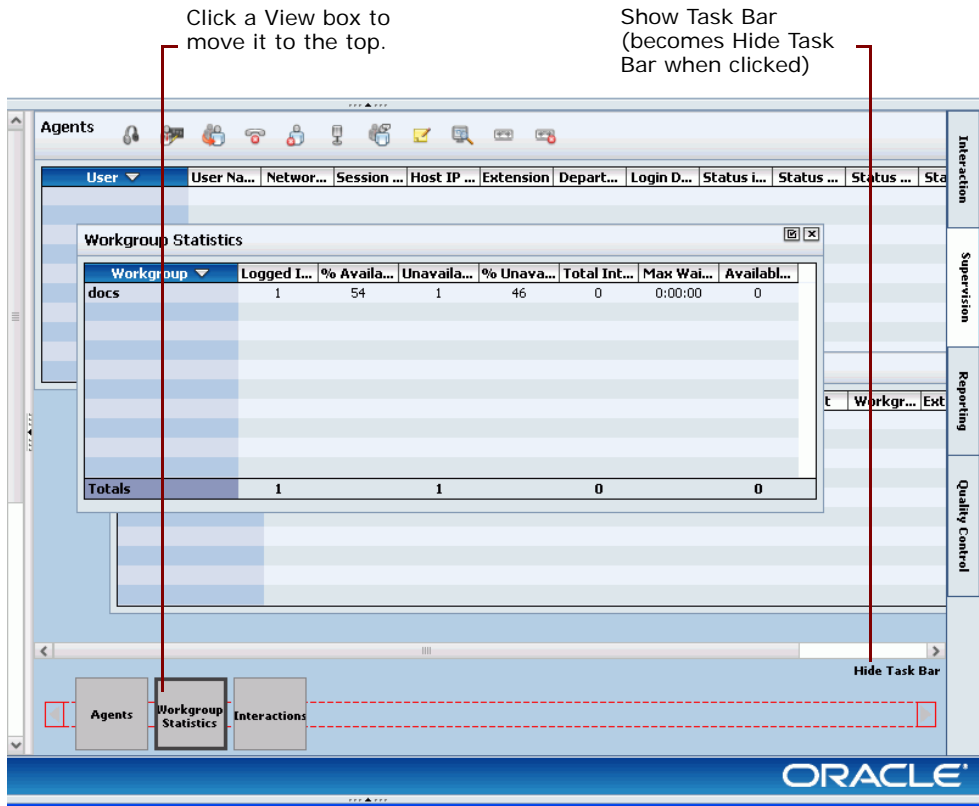 Click a View box to
move it to the top.
Show Task Bar
(becomes Hide Task
Bar when clicked)
Agents
User User Na... Networ... Session ... Host IP ... Extension Depart... Login D... Status i... Status ... Status ... Sta
Workgroup Statistics
Workgroup Logged I... % Availa... Unavaila... % Unava... Total Int... Max Wai... Availabl...
docs 1 54 1 46 0 0:00:00 0
Totals 1 1 0 0
t Workgr... Ext
Interaction
Supervision
Reporting
Quality Control
Hide Task Bar
Agents
Workgroup
Statistics
Interactions
ORACLE